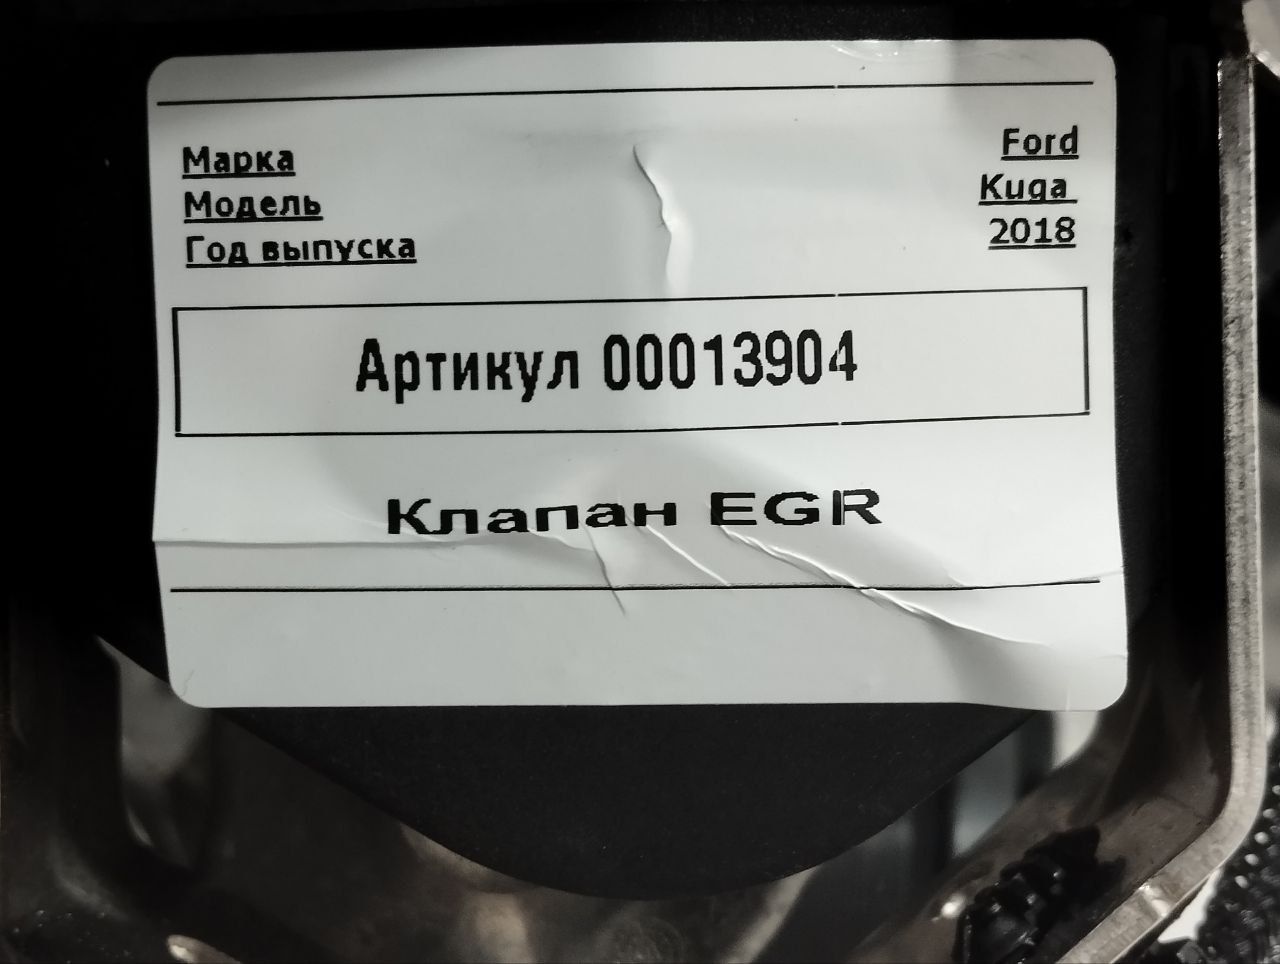 Марка Ford
Модель Kuga
Год выпуска 2018
Артикул 00013904
Клапан EGR